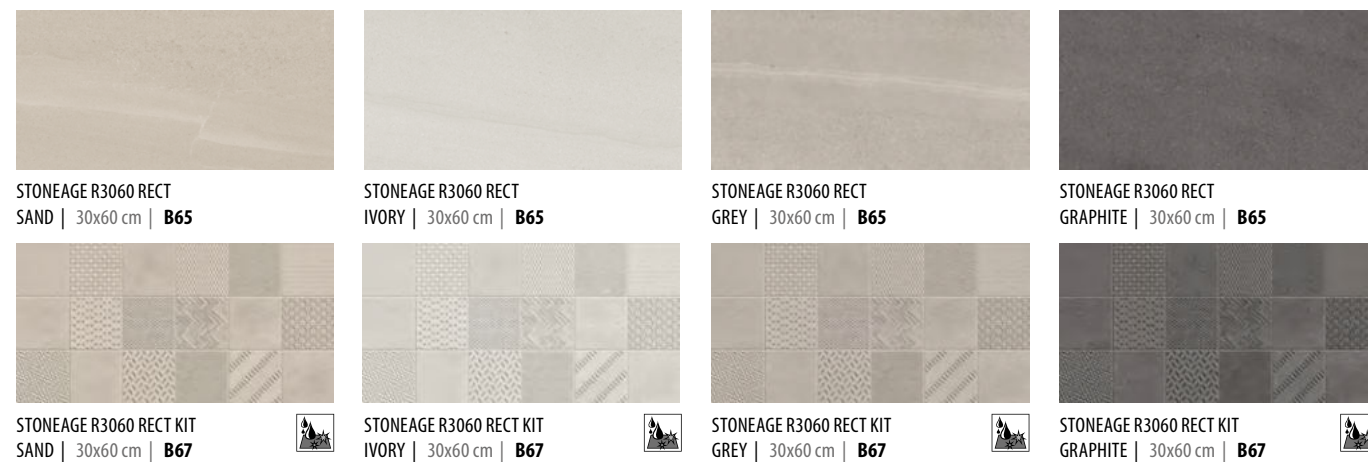 STONEAGE R3060 RECT
SAND | 30x60 cm | B65
STONEAGE R3060 RECT
IVORY | 30x60 cm | B65
STONEAGE R3060 RECT
GREY | 30x60 cm | B65
STONEAGE R3060 RECT
GRAPHITE | 30x60 cm | B65
STONEAGE R3060 RECT KIT
SAND | 30x60 cm | B67
STONEAGE R3060 RECT KIT
IVORY | 30x60 cm | B67
STONEAGE R3060 RECT KIT
GREY | 30x60 cm | B67
STONEAGE R3060 RECT KIT
GRAPHITE | 30x60 cm | B67